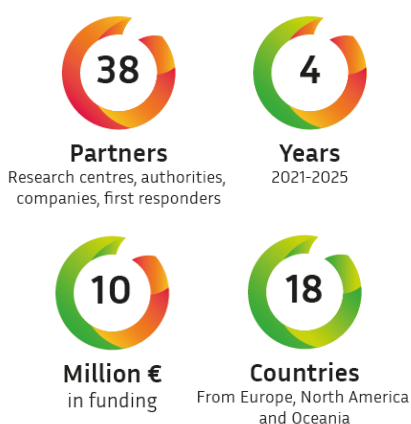 38
Partners
Research centres, authorities,
companies, first responders
4
Years
2021-2025
10
Million €
in funding
18
Countries
From Europe, North America
and Oceania